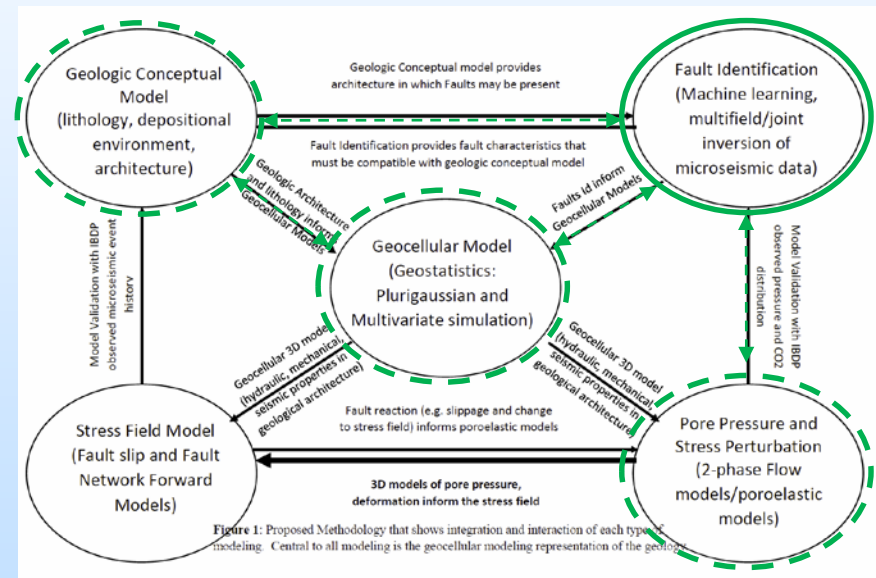 Geologic Conceptual
Model
(lithology, depositional
environment,
architecture)
Geologic Conceptual model provides
architecture in which Faults may be present
Fault Identification provides fault characteristics that
must be compatible with geologic conceptual model
Fault Identification
(Machine learning,
multifield/joint
inversion of
microseismic data)
Geologic Architecture
and lithology inform
Geocellular Models
Faults id inform
Geocellular Models
Geocellular Model
(Geostatistics:
Plurigaussian and
Multivariate simulation)
Model Validation with IBDP
observed microseismic event
history
Model Validation with IBDP
observed pressure and CO2
distribution
Geocellular 3D model
(hydraulic, mechanical,
seismic properties in
geological architecture)
Geocellular 3D model
(hydraulic, mechanical,
seismic properties in
geological architecture)
Stress Field Model
(Fault slip and Fault
Network Forward
Models)
Fault reaction (e.g. slippage and change
to stress field) informs poroelastic models
3D models of pore pressure,
deformation inform the stress field
Pore Pressure and
Stress Perturbation
(2-phase Flow
models/poroelastic
models)
Figure 1: Proposed Methodology that shows integration and interaction of each type of
modeling. Central to all modeling is the geocellular modeling representation of the geology